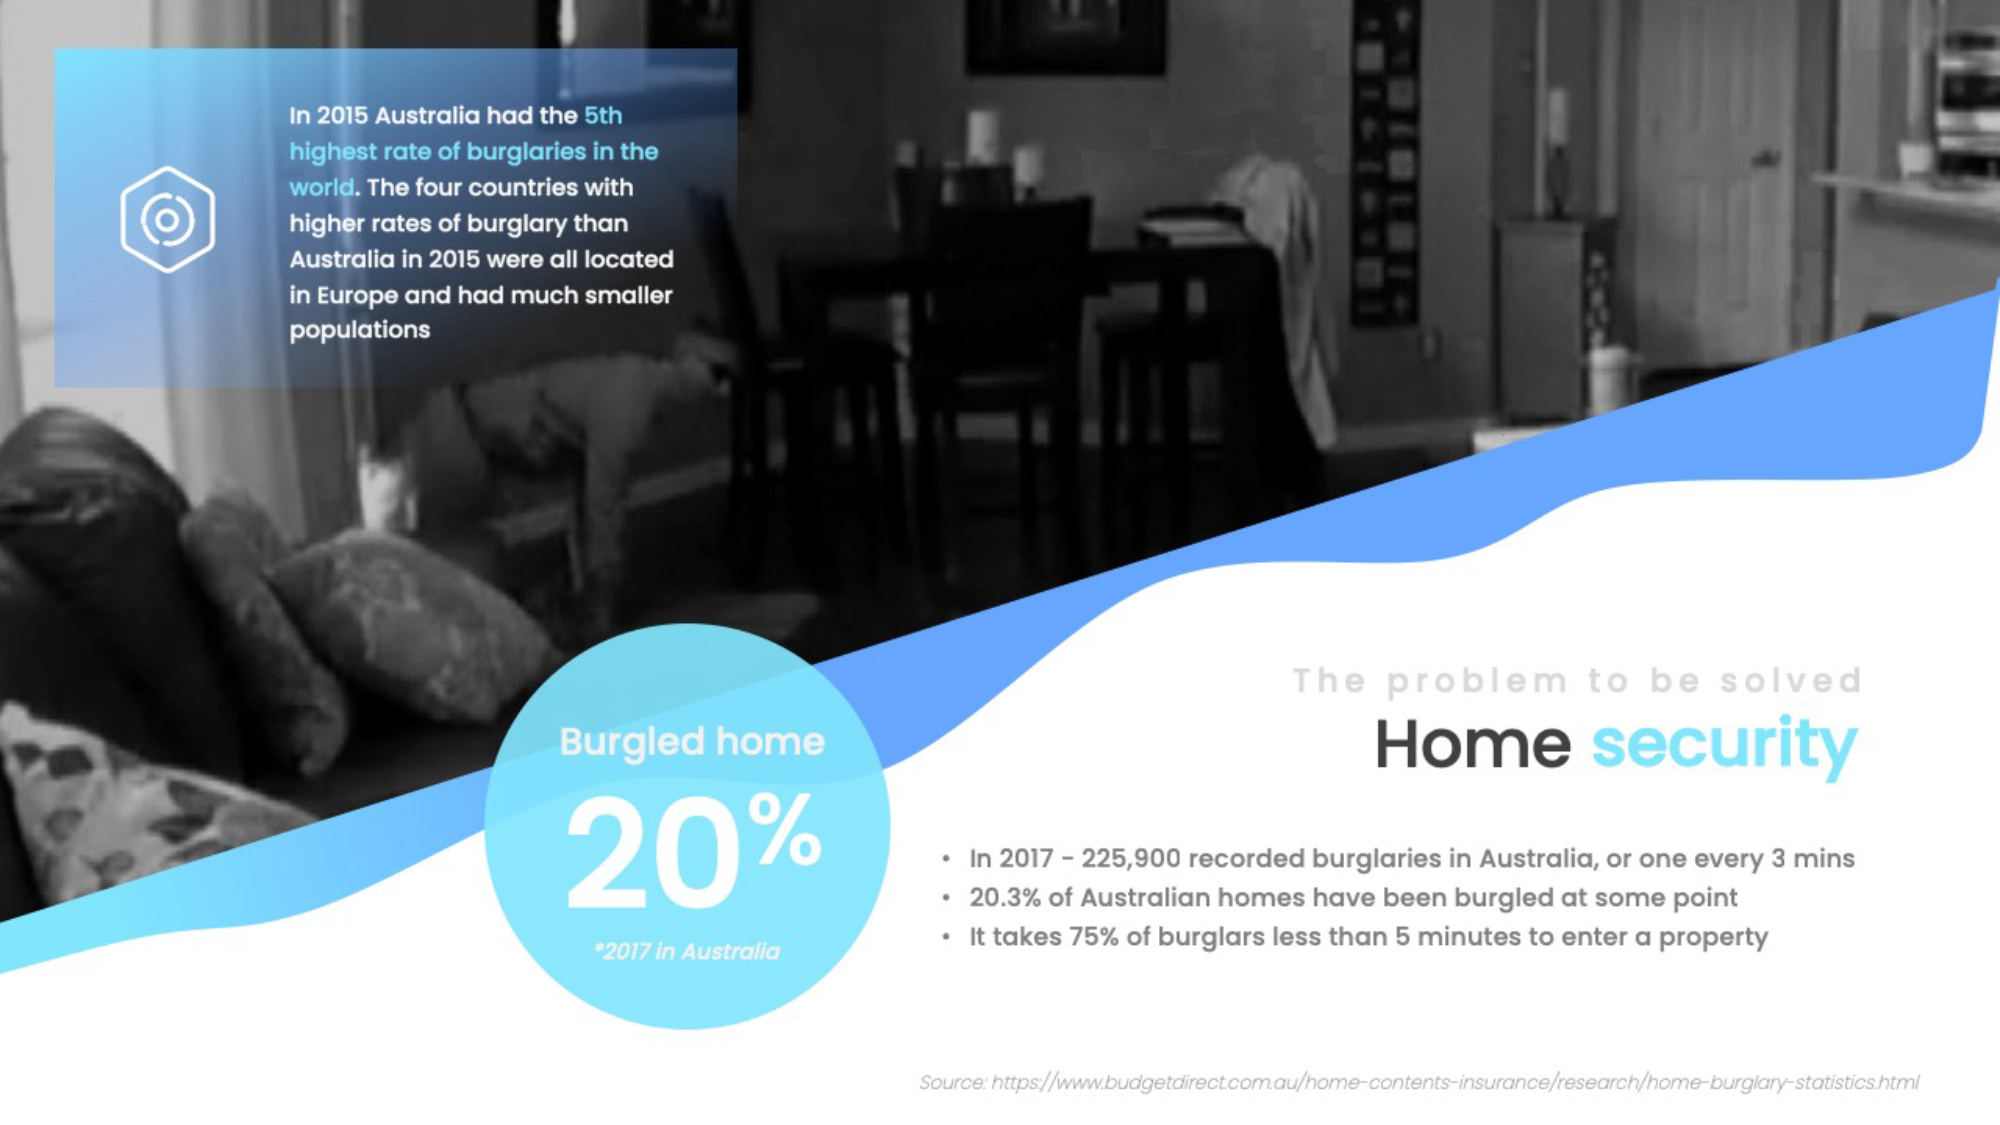 In 2015 Australia had the 5th
highest rate of burglaries in the
world. The four countries with
higher rates of burglary than
Australia in 2015 were all located
in Europe and had much smaller
populations
The problem to be solved
Home security
Burgled home
20%
*2017 in Australia
• In 2017 - 225,900 recorded burglaries in Australia, or one every 3 mins
• 20.3% of Australian homes have been burgled at some point
• It takes 75% of burglars less than 5 minutes to enter a property
Source: https://www.budgetdirect.com.au/home-contents-insurance/research/home-burglary-statistics.html